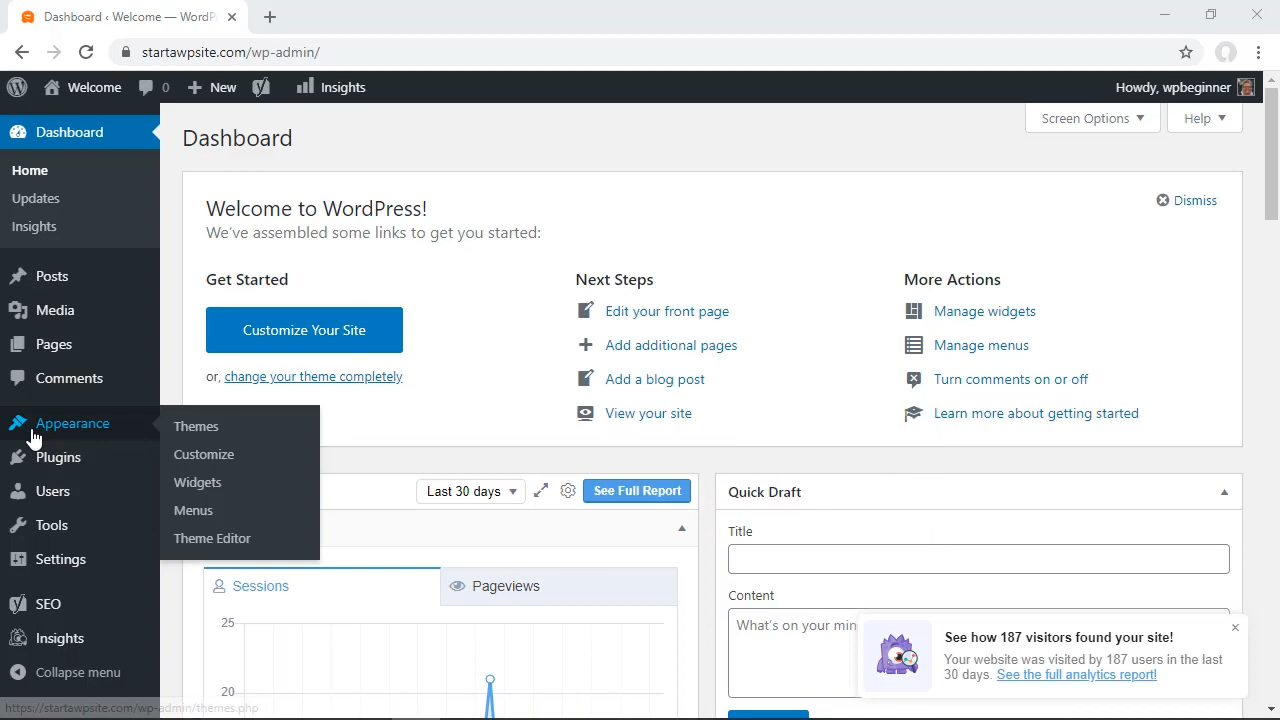 Dashboard ‹ Welcome — WordP
startawpsite.com/wp-admin/
Welcome
0
New
Insights
Howdy, wpbeginner
Dashboard
Home
Updates
Insights
Posts
Media
Pages
Comments
Appearance
Plugins
Users
Tools
Settings
SEO
Insights
Collapse menu
Themes
Customize
Widgets
Menus
Theme Editor
Dashboard
Screen Options
Help
Welcome to WordPress!
We've assembled some links to get you started:
Dismiss
Get Started
Customize Your Site
or, change your theme completely
Next Steps
Edit your front page
Add additional pages
Add a blog post
View your site
More Actions
Manage widgets
Manage menus
Turn comments on or off
Learn more about getting started
Last 30 days
See Full Report
Sessions
Pageviews
25
20
Quick Draft
Title
Content
What's on your min
See how 187 visitors found your site!
Your website was visited by 187 users in the last
30 days. See the full analytics report!
https://startawpsite.com/wp-admin/themes.php